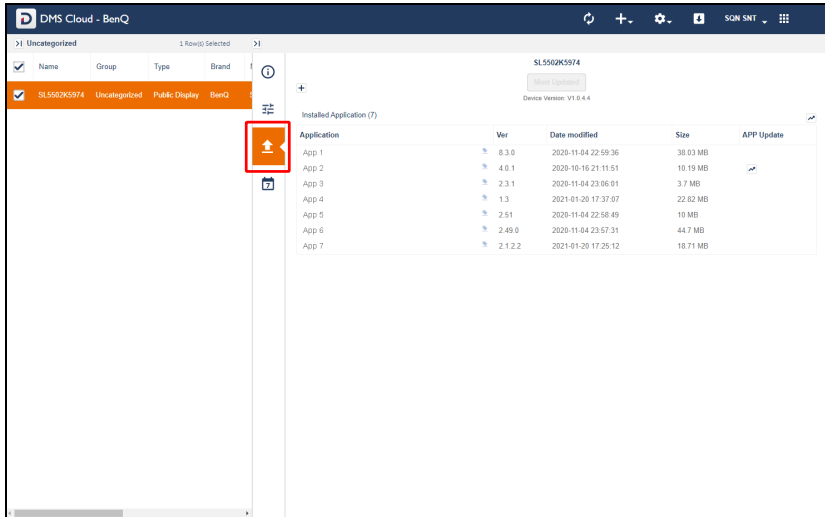 DMS Cloud - BenQ
SQN SNT
Uncategorized
1 Row(s) Selected
Name Group Type Brand
SL5502K5974 Uncategorized Public Display BenQ
7
SL5502K5974
Most Updated
Device Version: V1.0.4.4
Installed Application (7)
Application Ver Date modified Size APP Update
App 1 8.3.0 2020-11-04 22:59:36 38.03 MB
App 2 4.0.1 2020-10-16 21:11:51 10.19 MB
App 3 2.3.1 2020-11-04 23:06:01 3.7 MB
App 4 1.3 2021-01-20 17:37:07 22.82 MB
App 5 2.51 2020-11-04 22:58:49 10 MB
App 6 2.49.0 2020-11-04 23:57:31 44.7 MB
App 7 2.1.2.2 2021-01-20 17:25:12 18.71 MB